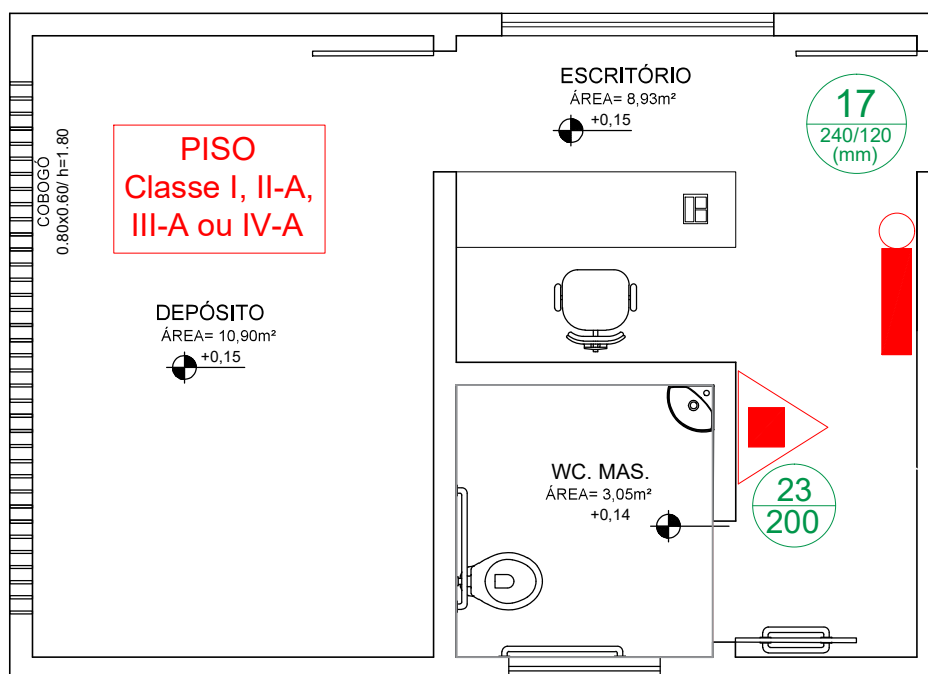 ESCRITÓRIO
ÁREA= 8,93m²
+0,15
17
240/120
(mm)
PISO
Classe I, II-A,
III-A ou IV-A
COBOGÓ
0.80x0.60/ h=1.80
DEPÓSITO
ÁREA= 10,90m²
+0,15
WC. MAS.
ÁREA= 3,05m²
+0,14
23
200